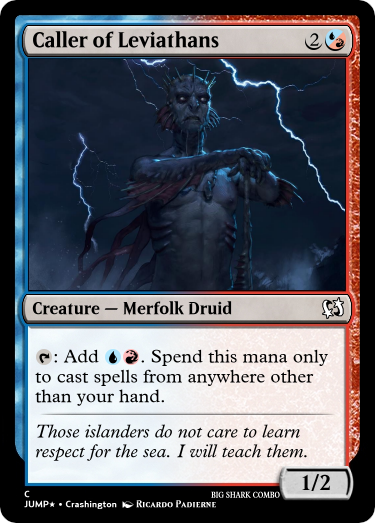 Caller of Leviathans 2
Creature — Merfolk Druid
: Add . Spend this mana only
to cast spells from anywhere other
than your hand.
Those islanders do not care to learn
respect for the sea. I will teach them.
1/2
C
BIG SHARK COMBO
JUMP★ • Crashington Ricardo Padierne